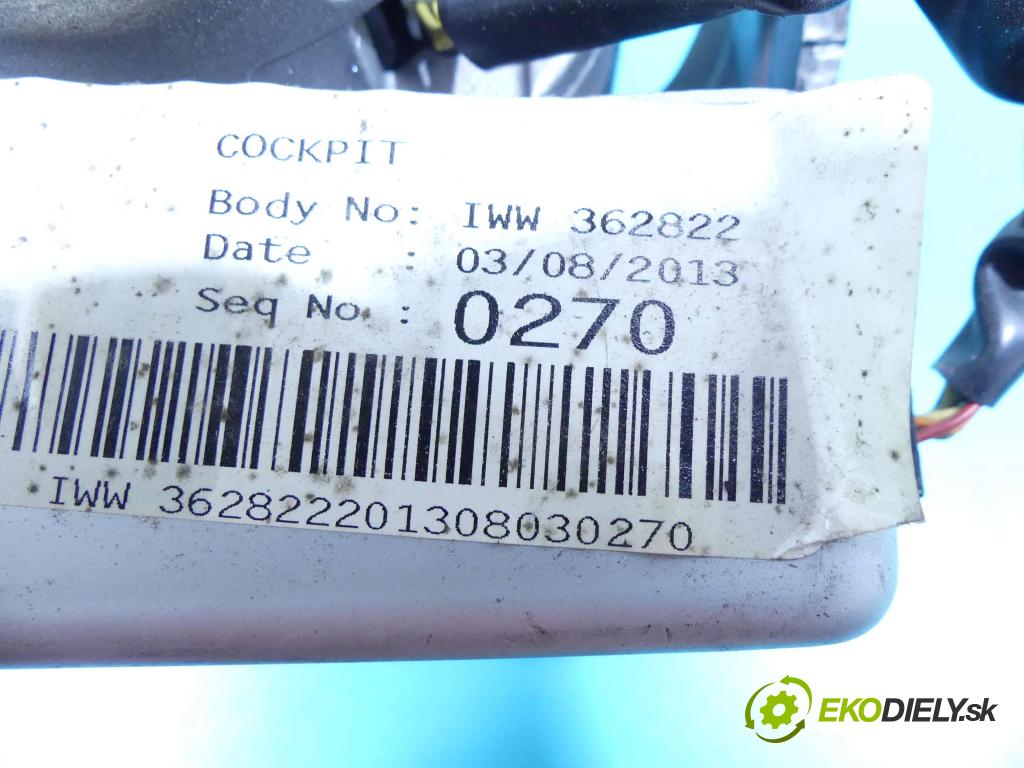 COCKPIT
Body No: IWW 362822
Date : 03/08/2013
Seq No : 0270
IWW 362822201308030270
EKODIELY.sk